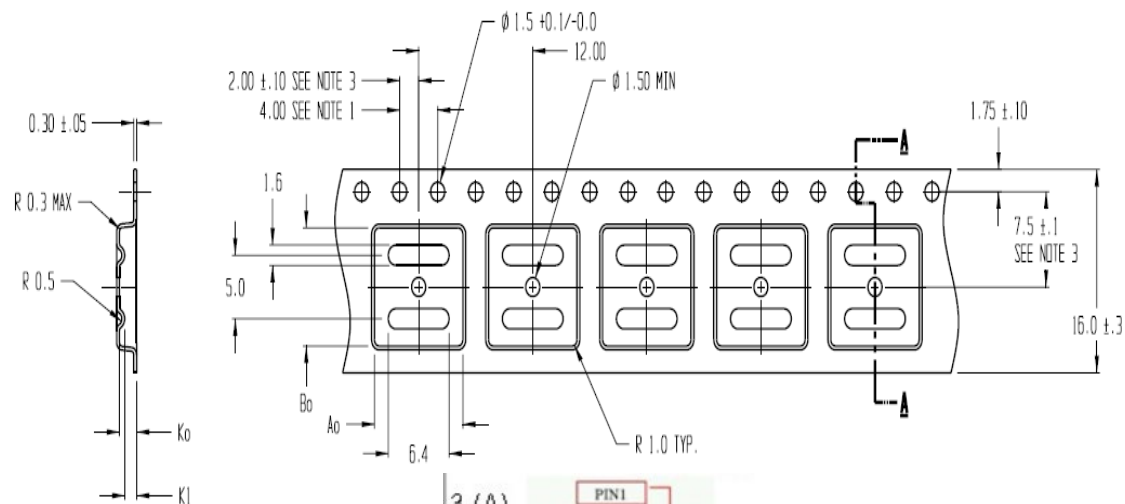 ϕ 1.5 +0.1/-0.0
12.00
2.00 ±.10 SEE NOTE 3
ϕ 1.50 MIN
4.00 SEE NOTE 1
1.75 ±.10
0.30 ±.05
A
1.6
R 0.3 MAX
7.5 ±.1
SEE NOTE 3
R 0.5
5.0
16.0 ±.3
Bo
Ao
A
Ko
6.4
R 1.0 TYP.
K1
3 (A)
PIN1